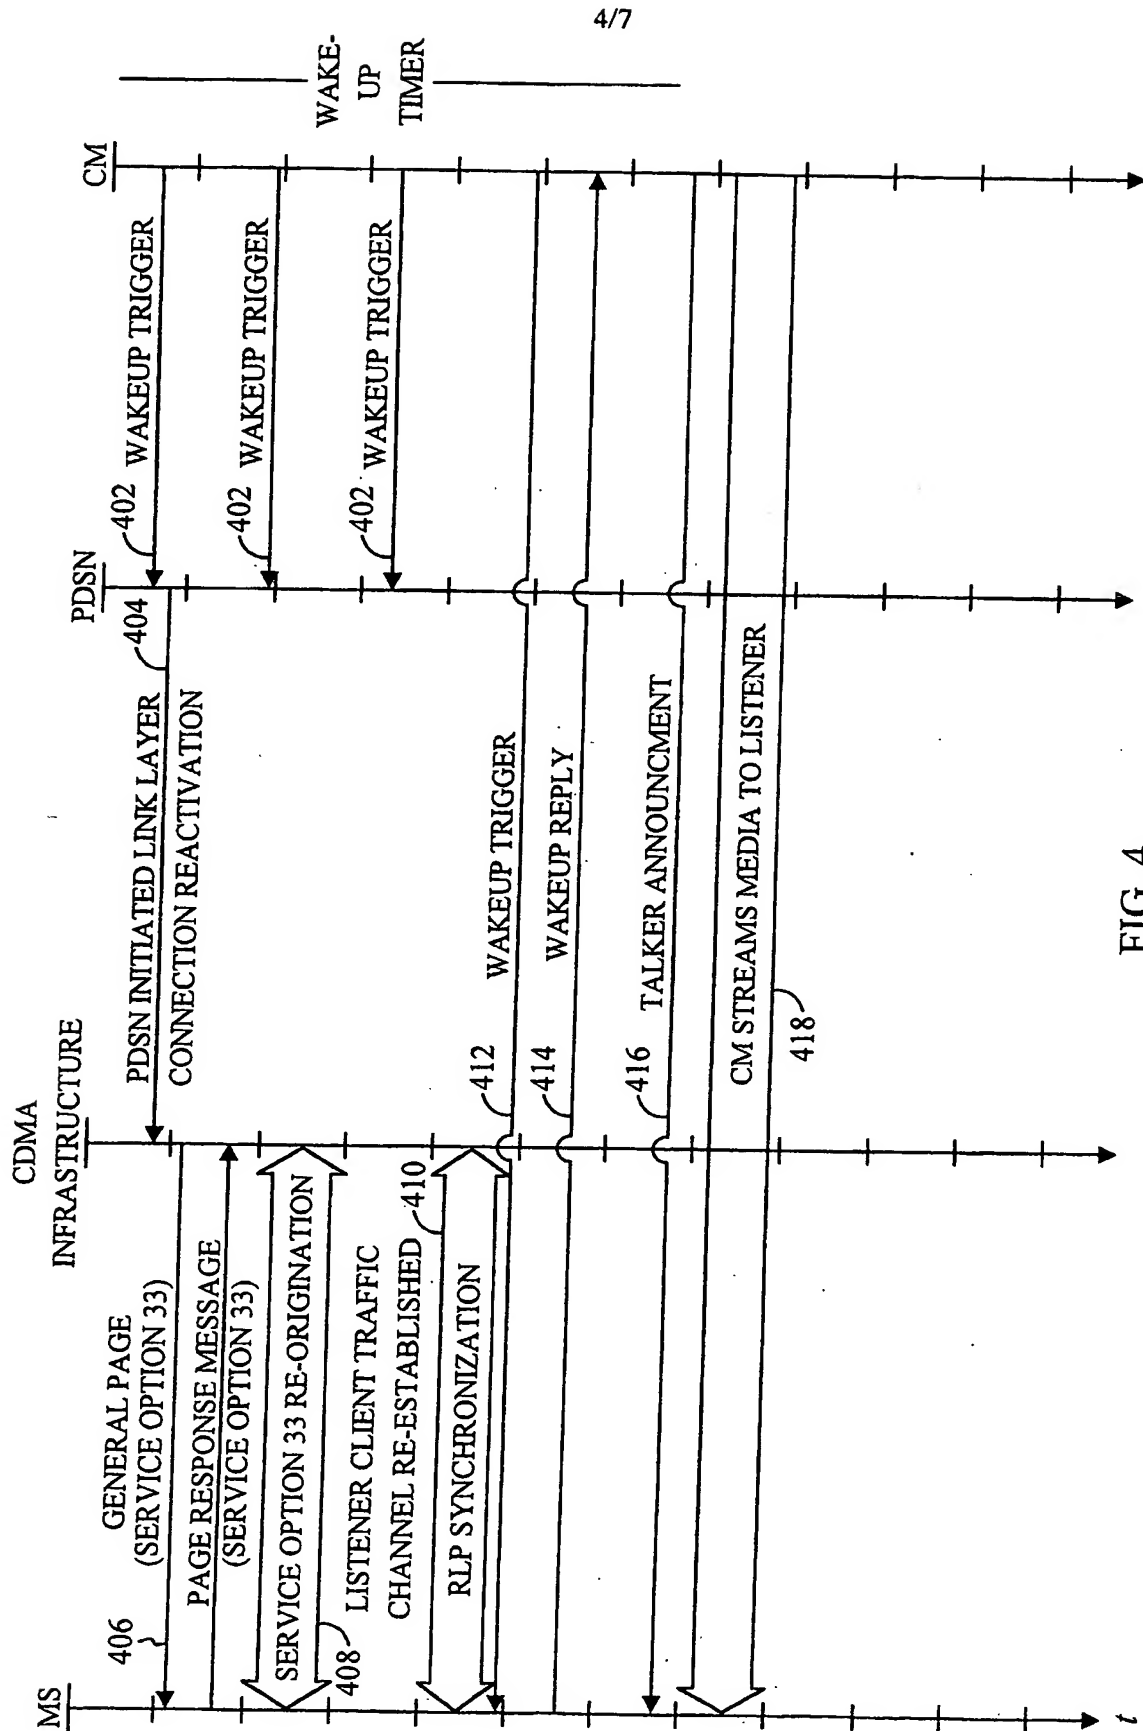 4/7
MS
CDMA
INFRASTRUCTURE
PDSN
CM
WAKE-
UP
TIMER
402
WAKEUP TRIGGER
404
PDSN INITIATED LINK LAYER
CONNECTION REACTIVATION
406
GENERAL PAGE
(SERVICE OPTION 33)
PAGE RESPONSE MESSAGE
(SERVICE OPTION 33)
402
WAKEUP TRIGGER
SERVICE OPTION 33 RE-ORIGINATION
408
402
WAKEUP TRIGGER
LISTENER CLIENT TRAFFIC
CHANNEL RE-ESTABLISHED
410
RLP SYNCHRONIZATION
412
WAKEUP TRIGGER
414
WAKEUP REPLY
416
TALKER ANNOUNCMENT
CM STREAMS MEDIA TO LISTENER
418
t
FIG. 4